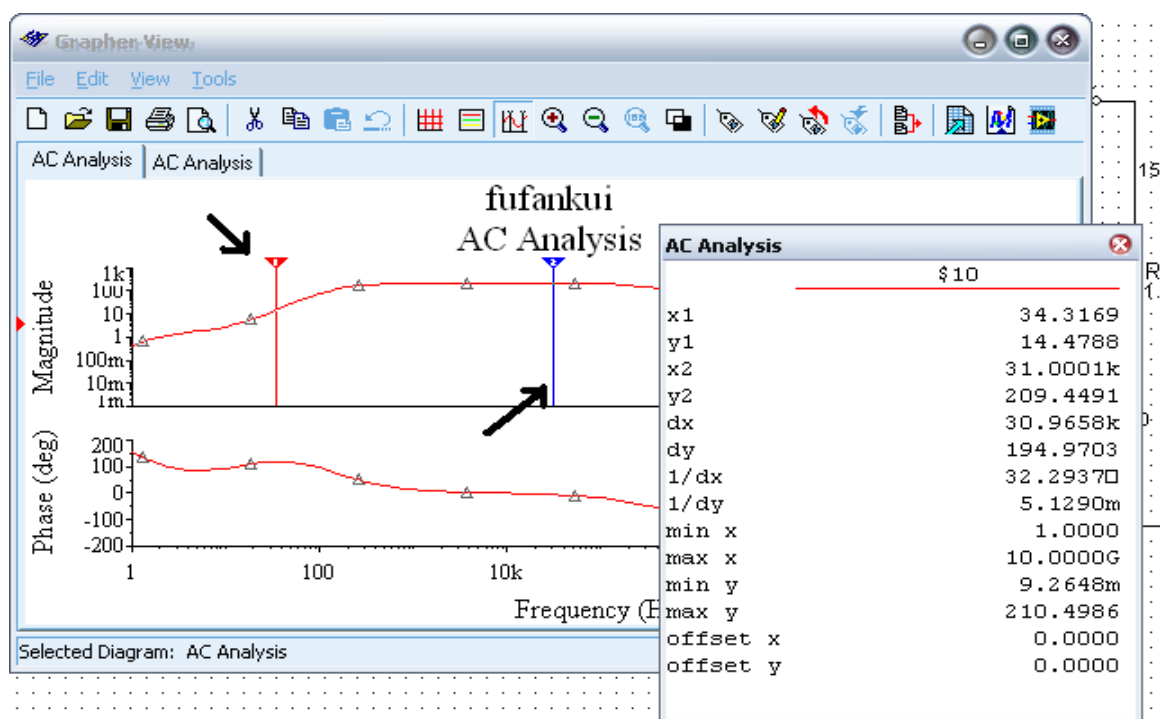 Grapher View
File Edit View Tools
AC Analysis AC Analysis
fufankui
AC Analysis
Magnitude
1k
100
10
1
100m
10m
1m
Phase (deg)
200
100
0
-100
-200
1 100 10k
Frequency (H
Selected Diagram: AC Analysis
AC Analysis
$10
x1 34.3169
y1 14.4788
x2 31.0001k
y2 209.4491
dx 30.9658k
dy 194.9703
1/dx 32.2937□
1/dy 5.1290m
min x 1.0000
max x 10.0000G
min y 9.2648m
max y 210.4986
offset x 0.0000
offset y 0.0000
15
R
1.